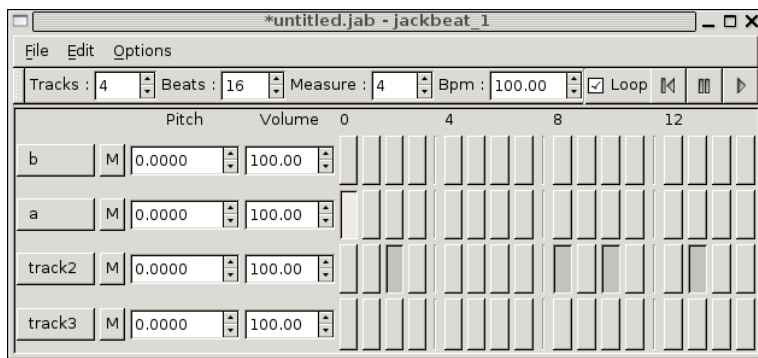 *untitled.jab - jackbeat_1
File Edit Options
Tracks : 4 Beats : 16 Measure : 4 Bpm : 100.00 Loop
Pitch Volume 0 4 8 12
b M 0.0000 100.00
a M 0.0000 100.00
track2 M 0.0000 100.00
track3 M 0.0000 100.00